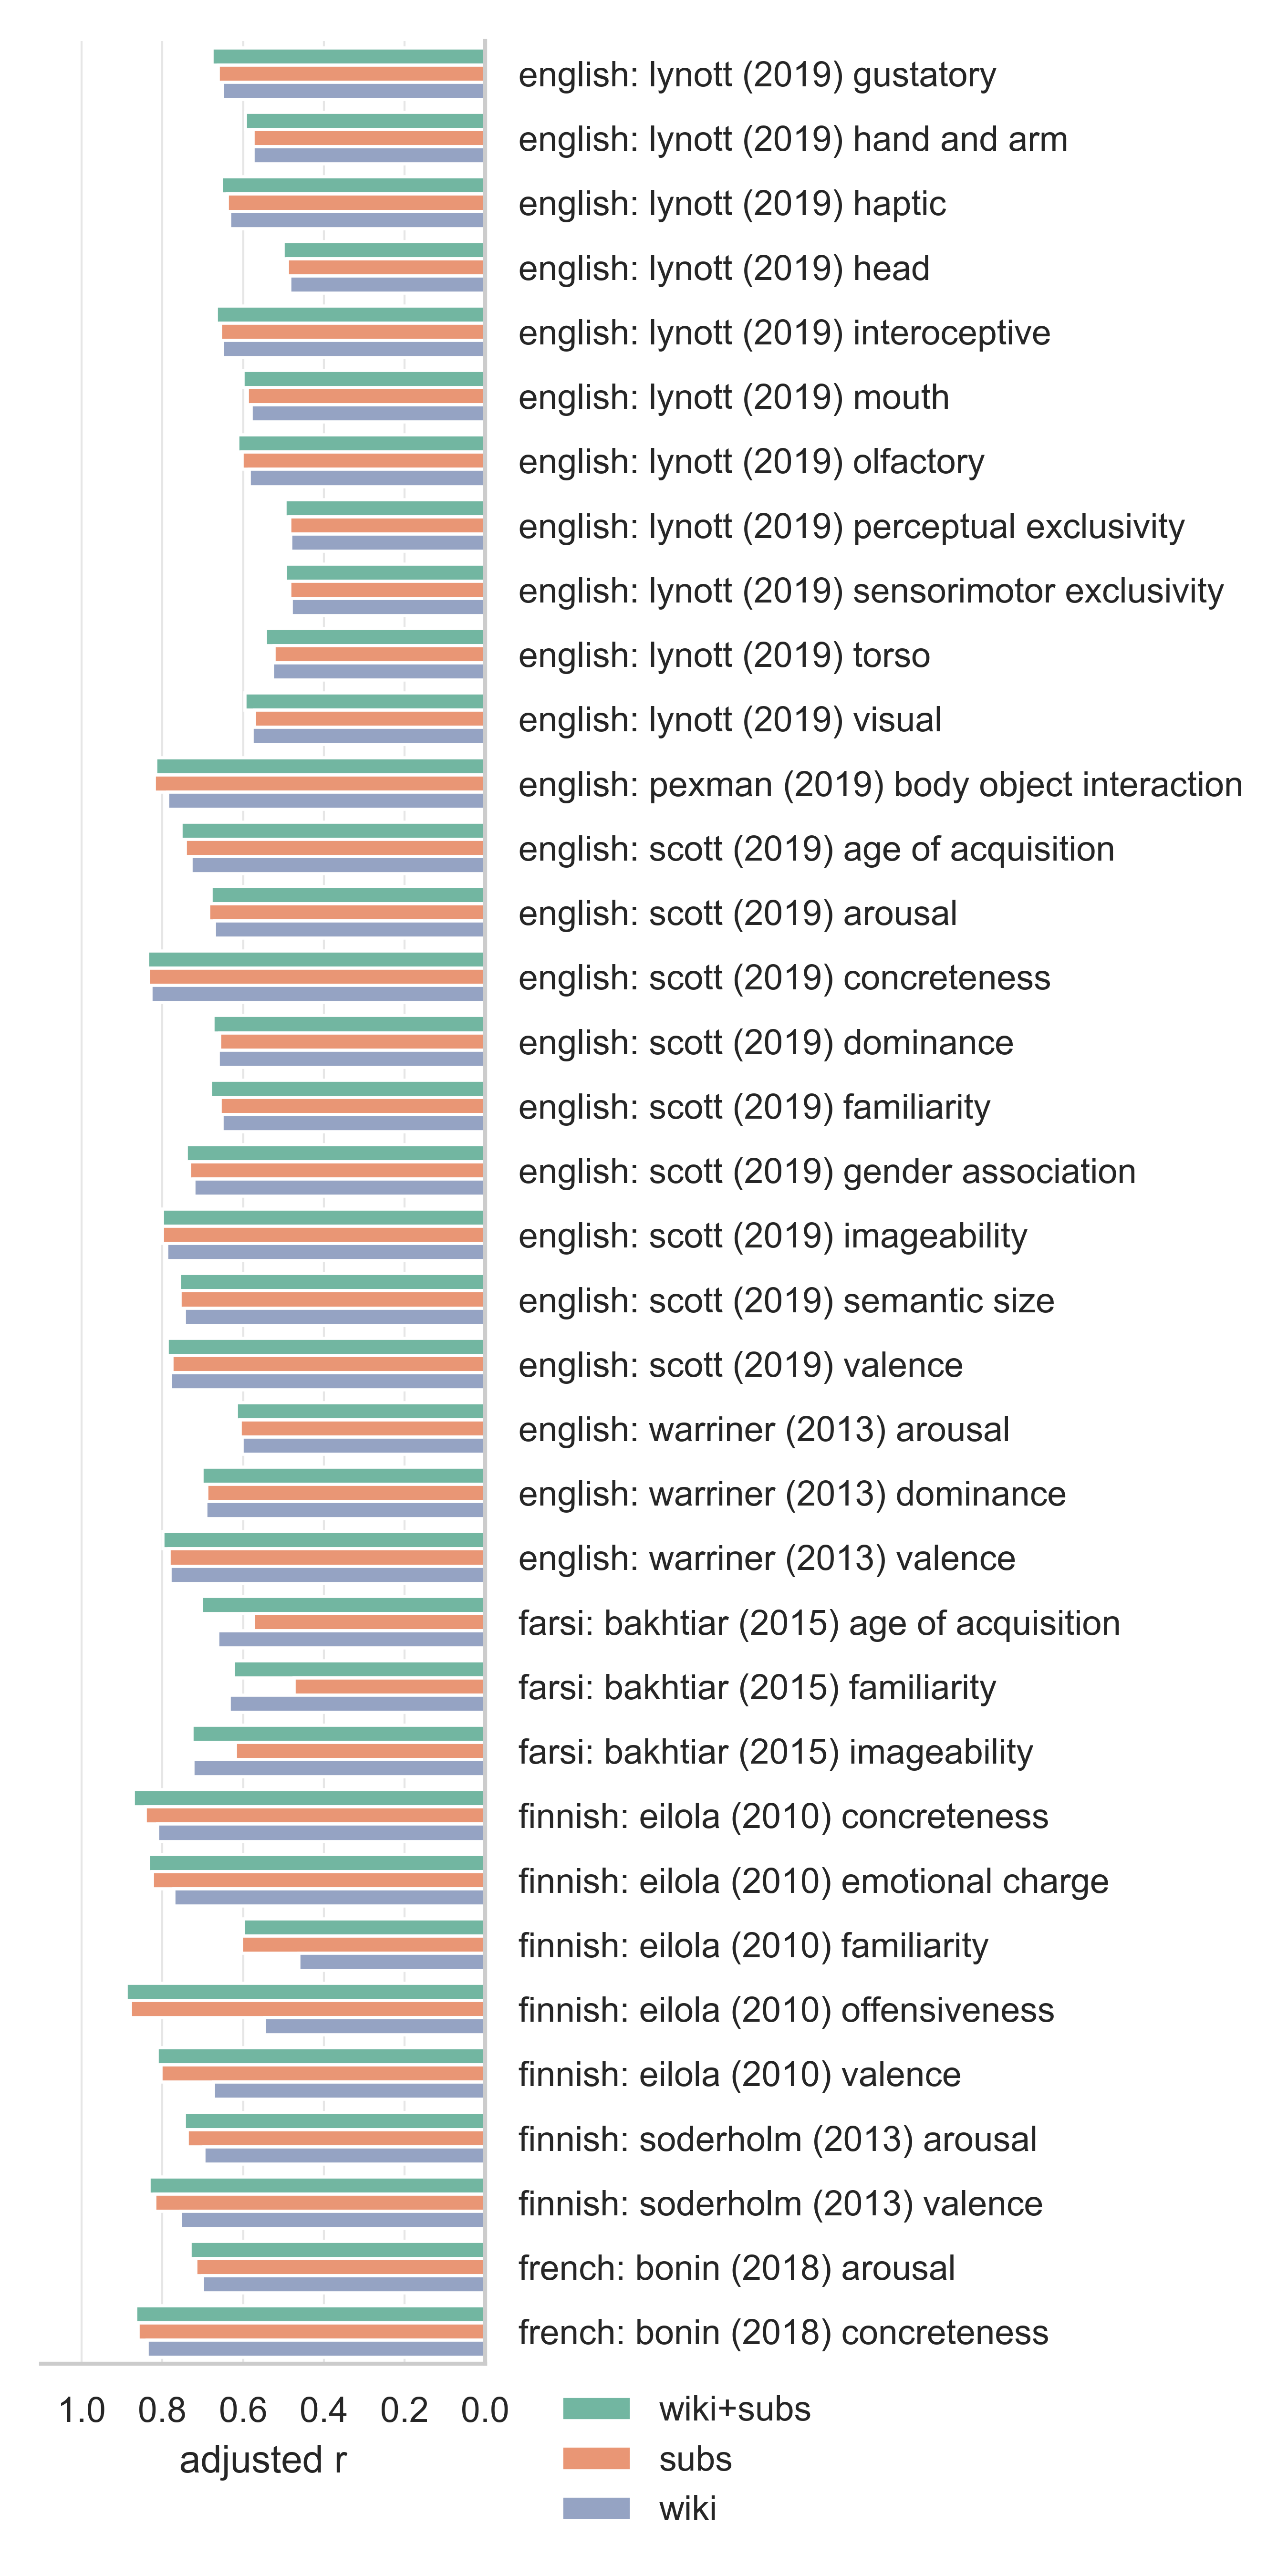 english: lynott (2019) gustatory
english: lynott (2019) hand and arm
english: lynott (2019) haptic
english: lynott (2019) head
english: lynott (2019) interoceptive
english: lynott (2019) mouth
english: lynott (2019) olfactory
english: lynott (2019) perceptual exclusivity
english: lynott (2019) sensorimotor exclusivity
english: lynott (2019) torso
english: lynott (2019) visual
english: pexman (2019) body object interaction
english: scott (2019) age of acquisition
english: scott (2019) arousal
english: scott (2019) concreteness
english: scott (2019) dominance
english: scott (2019) familiarity
english: scott (2019) gender association
english: scott (2019) imageability
english: scott (2019) semantic size
english: scott (2019) valence
english: warriner (2013) arousal
english: warriner (2013) dominance
english: warriner (2013) valence
farsi: bakhtiar (2015) age of acquisition
farsi: bakhtiar (2015) familiarity
farsi: bakhtiar (2015) imageability
finnish: eilola (2010) concreteness
finnish: eilola (2010) emotional charge
finnish: eilola (2010) familiarity
finnish: eilola (2010) offensiveness
finnish: eilola (2010) valence
finnish: soderholm (2013) arousal
finnish: soderholm (2013) valence
french: bonin (2018) arousal
french: bonin (2018) concreteness
1.0 0.8 0.6 0.4 0.2 0.0
adjusted r
wiki+subs
subs
wiki